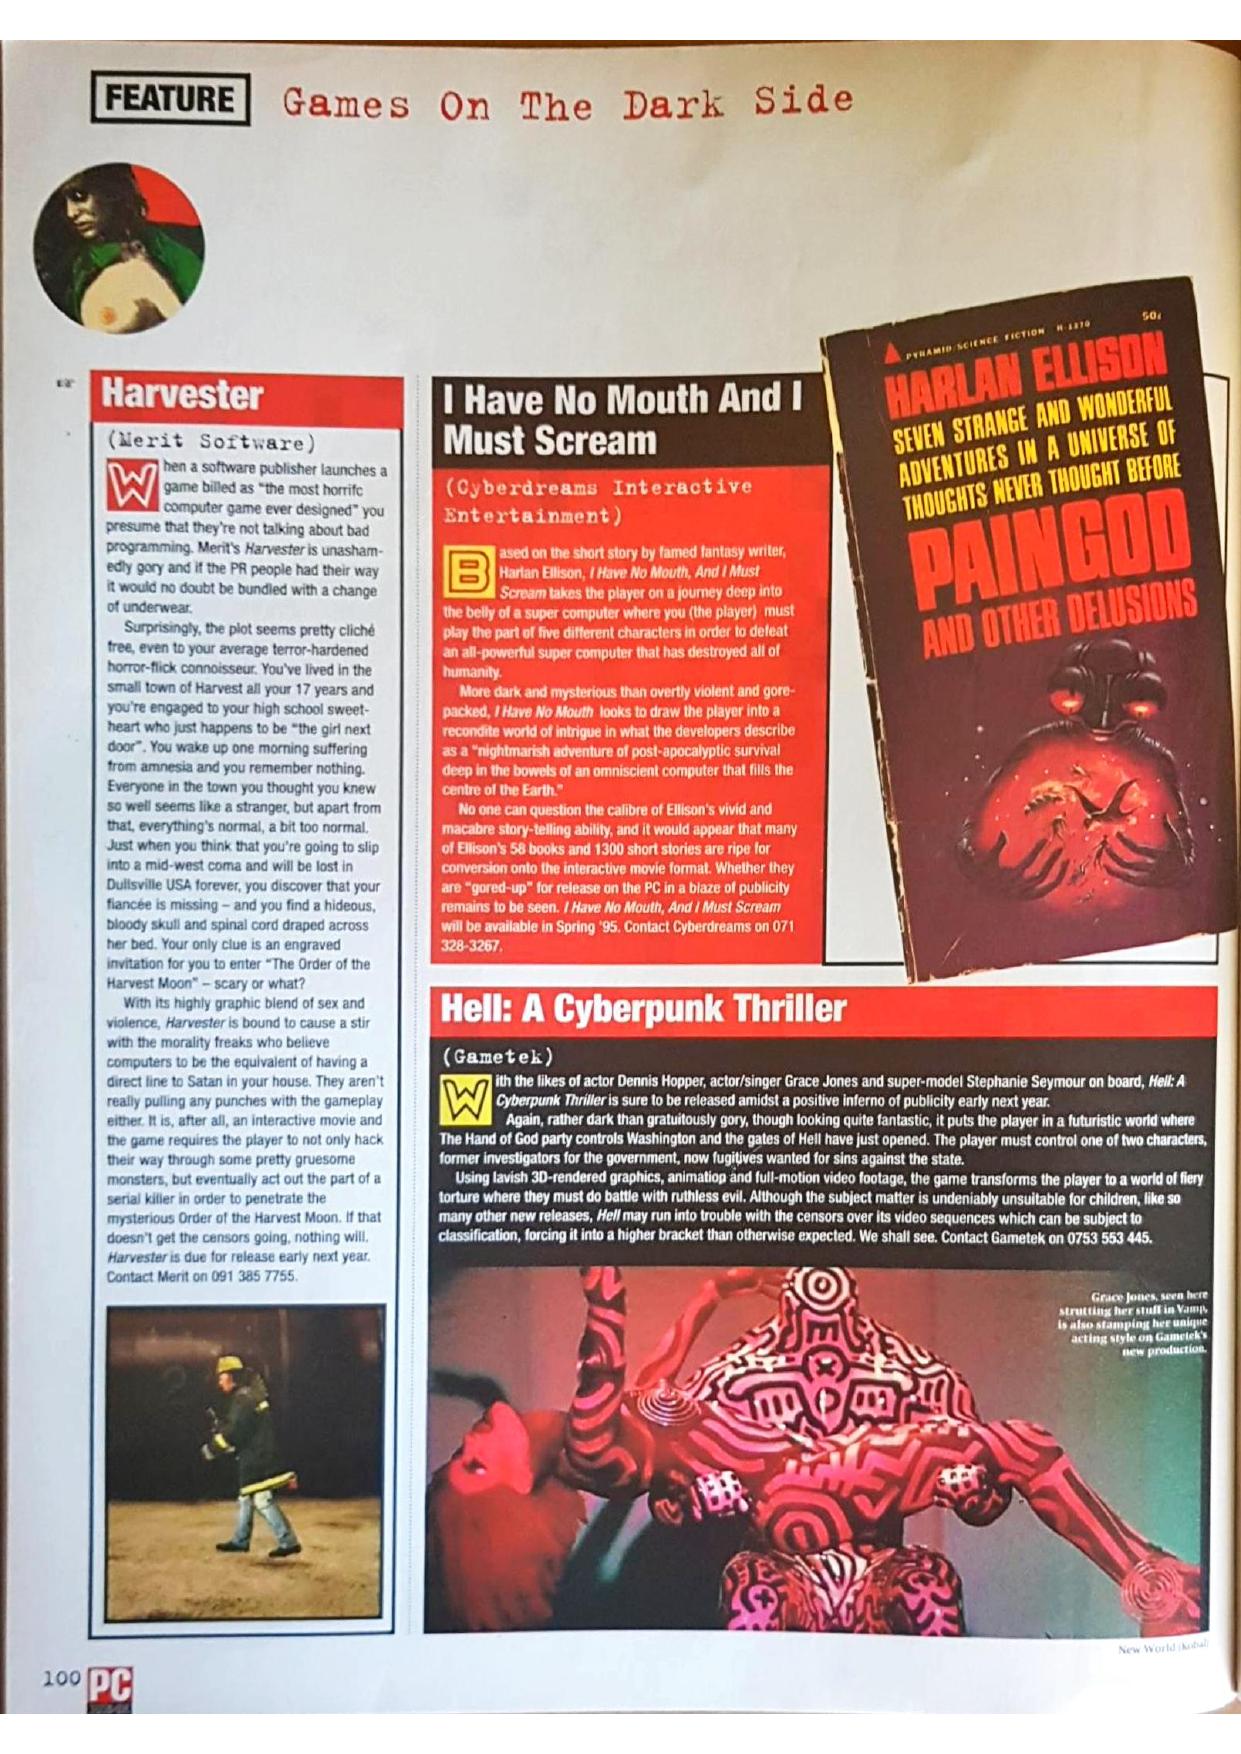 FEATURE Games On The Dark Side
Harvester
(Merit Software)
When a software publisher launches a
game billed as "the most horrifc
computer game ever designed" you
presume that they're not talking about bad
programming. Merit's Harvester is unasham-
edly gory and if the PR people had their way
it would no doubt be bundled with a change
of underwear.
Surprisingly, the plot seems pretty cliché
free, even to your average terror-hardened
horror-flick connoisseur. You've lived in the
small town of Harvest all your 17 years and
you're engaged to your high school sweet-
heart who just happens to be "the girl next
door". You wake up one morning suffering
from amnesia and you remember nothing.
Everyone in the town you thought you knew
so well seems like a stranger, but apart from
that, everything's normal, a bit too normal.
Just when you think that you're going to slip
into a mid-west coma and will be lost in
Dullsville USA forever, you discover that your
fiancée is missing – and you find a hideous,
bloody skull and spinal cord draped across
her bed. Your only clue is an engraved
invitation for you to enter "The Order of the
Harvest Moon" – scary or what?
With its highly graphic blend of sex and
violence, Harvester is bound to cause a stir
with the morality freaks who believe
computers to be the equivalent of having a
direct line to Satan in your house. They aren't
really pulling any punches with the gameplay
either. It is, after all, an interactive movie and
the game requires the player to not only hack
their way through some pretty gruesome
monsters, but eventually act out the part of a
serial killer in order to penetrate the
mysterious Order of the Harvest Moon. If that
doesn't get the censors going, nothing will.
Harvester is due for release early next year.
Contact Merit on 091 385 7755.
I Have No Mouth And I
Must Scream
(Cyberdreams Interactive
Entertainment)
Based on the short story by famed fantasy writer,
Harlan Ellison, I Have No Mouth, And I Must
Scream takes the player on a journey deep into
the belly of a super computer where you (the player) must
play the part of five different characters in order to defeat
an all-powerful super computer that has destroyed all of
humanity.
More dark and mysterious than overtly violent and gore-
packed, I Have No Mouth looks to draw the player into a
recondite world of intrigue in what the developers describe
as a "nightmarish adventure of post-apocalyptic survival
deep in the bowels of an omniscient computer that fills the
centre of the Earth."
No one can question the calibre of Ellison's vivid and
macabre story-telling ability, and it would appear that many
of Ellison's 58 books and 1300 short stories are ripe for
conversion onto the interactive movie format. Whether they
are "gored-up" for release on the PC in a blaze of publicity
remains to be seen. I Have No Mouth, And I Must Scream
will be available in Spring '95. Contact Cyberdreams on 071
328-3267.
PYRAMID SCIENCE FICTION R-1270 50¢
HARLAN ELLISON
SEVEN STRANGE AND WONDERFUL
ADVENTURES IN A UNIVERSE OF
THOUGHTS NEVER THOUGHT BEFORE
PAINGOD
AND OTHER DELUSIONS
Hell: A Cyberpunk Thriller
(Gametek)
With the likes of actor Dennis Hopper, actor/singer Grace Jones and super-model Stephanie Seymour on board, Hell: A
Cyberpunk Thriller is sure to be released amidst a positive inferno of publicity early next year.
Again, rather dark than gratuitously gory, though looking quite fantastic, it puts the player in a futuristic world where
The Hand of God party controls Washington and the gates of Hell have just opened. The player must control one of two characters,
former investigators for the government, now fugitives wanted for sins against the state.
Using lavish 3D-rendered graphics, animatiop and full-motion video footage, the game transforms the player to a world of fiery
torture where they must do battle with ruthless evil. Although the subject matter is undeniably unsuitable for children, like so
many other new releases, Hell may run into trouble with the censors over its video sequences which can be subject to
classification, forcing it into a higher bracket than otherwise expected. We shall see. Contact Gametek on 0753 553 445.
Grace Jones, seen here
strutting her stuff in Vamp,
is also stamping her unique
acting style on Gametek's
new production.
New World (kobal)
100 PC